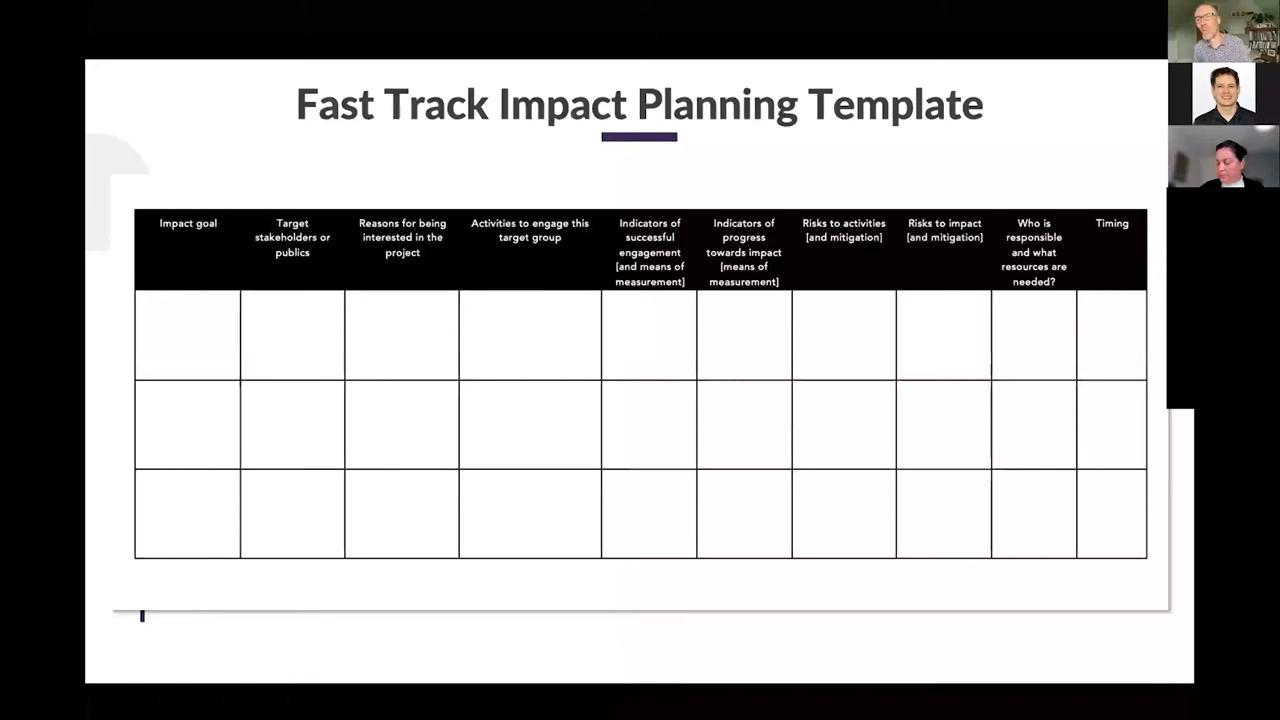 Fast Track Impact Planning Template
Impact goal
Target
stakeholders or
publics
Reasons for being
interested in the
project
Activities to engage this
target group
Indicators of
successful
engagement
[and means of
measurement]
Indicators of
progress
towards impact
[means of
measurement]
Risks to activities
[and mitigation]
Risks to impact
[and mitigation]
Who is
responsible
and what
resources are
needed?
Timing